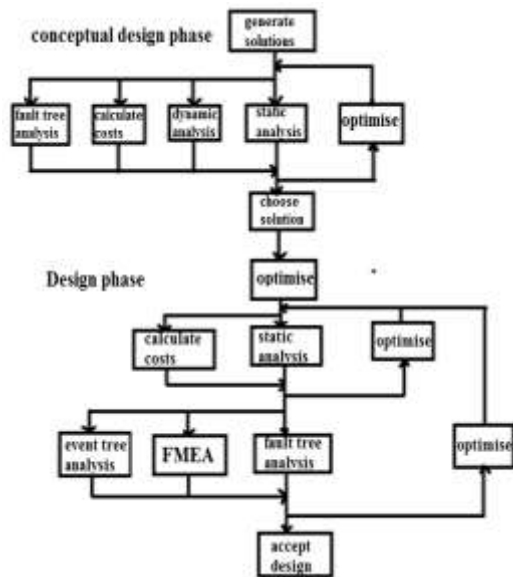 conceptual design phase
generate
solutions
fault tree
analysis
calculate
costs
dynamic
analysis
static
analysis
optimise
choose
solution
Design phase
optimise
calculate
costs
static
analysis
optimise
event tree
analysis
FMEA
fault tree
analysis
optimise
accept
design